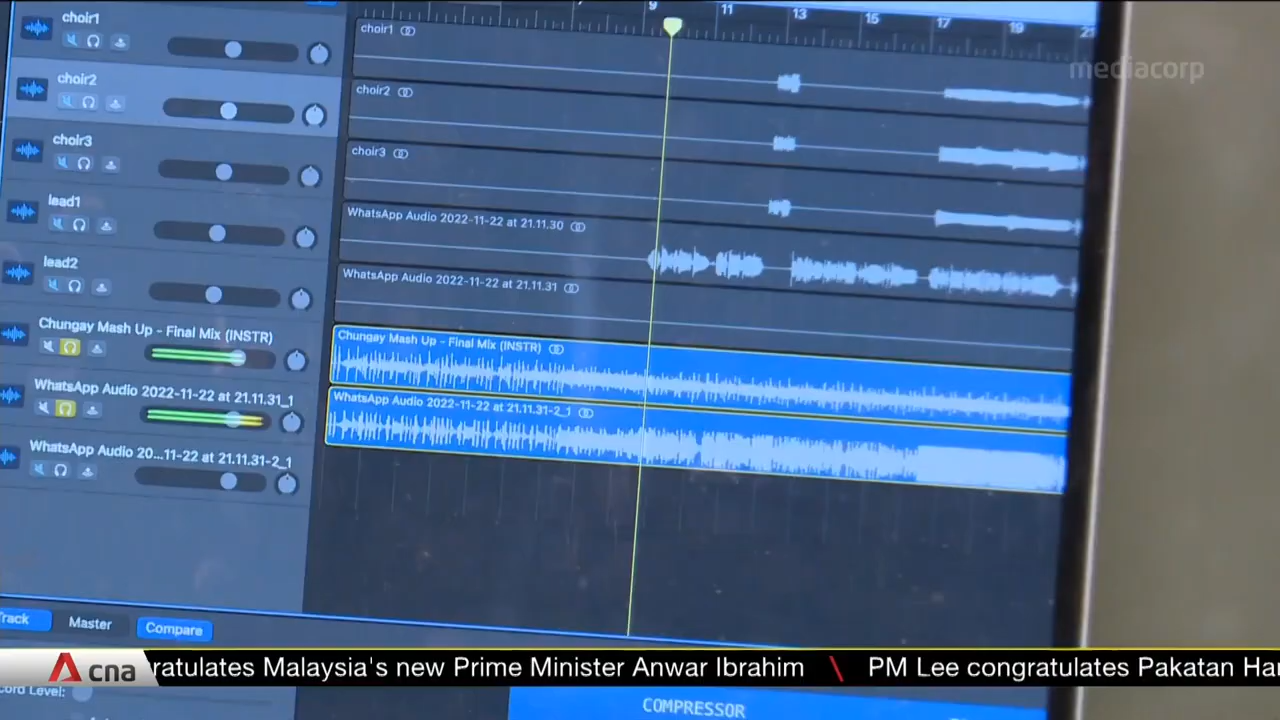 choir1
choir2
choir3
lead1
lead2
Chungay Mash Up - Final Mix (INSTR)
WhatsApp Audio 2022-11-22 at 21.11.31_1
WhatsApp Audio 20...11-22 at 21.11.31-2_1
9 11 13 15 17 19 21
choir1
choir2
choir3
WhatsApp Audio 2022-11-22 at 21.11.30
WhatsApp Audio 2022-11-22 at 21.11.31
Chungay Mash Up - Final Mix (INSTR)
WhatsApp Audio 2022-11-22 at 21.11.31-2_1
mediacorp
Track Master Compare
cna
ratulates Malaysia's new Prime Minister Anwar Ibrahim \ PM Lee congratulates Pakatan Har
Level:
COMPRESSOR